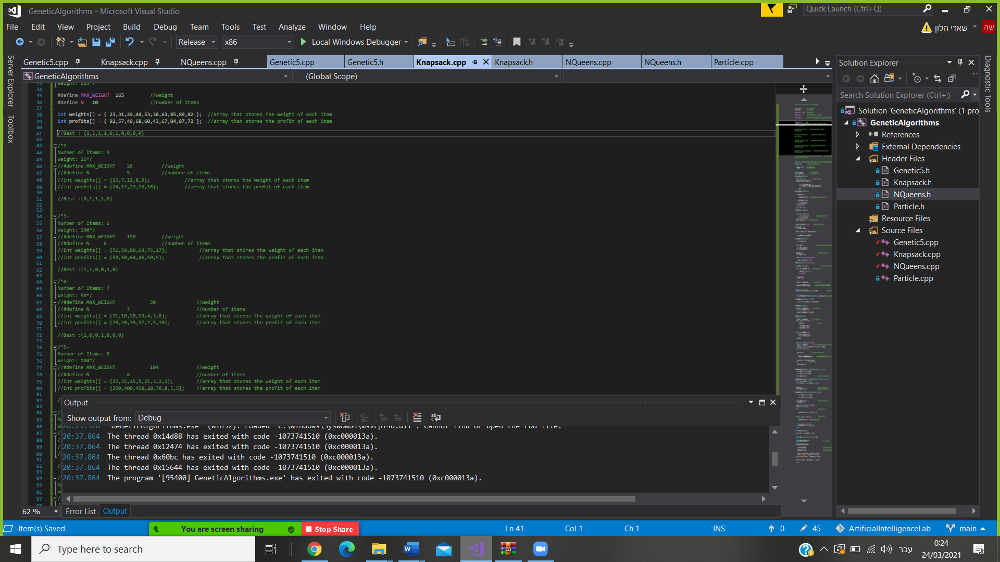 GeneticAlgorithms - Microsoft Visual Studio
Quick Launch (Ctrl+Q)
File Edit View Project Build Debug Team Tools Test Analyze Window Help
שאדי הלון
שה
Release x86 Local Windows Debugger
Server Explorer
Toolbox
Genetic5.cpp Knapsack.cpp NQueens.cpp Genetic5.cpp Genetic5.h Knapsack.cpp Knapsack.h NQueens.cpp NQueens.h Particle.cpp
GeneticAlgorithms (Global Scope)
34
35 #define MAX_WEIGHT 165 //weight
36 #define N 10 //number of items
37
38 int weights[] = { 23,31,29,44,53,38,63,85,89,82 }; //array that stores the weight of each item
39 int profits[] = { 92,57,49,68,60,43,67,84,87,72 }; //array that stores the profit of each item
40
41 //Best : {1,1,1,1,0,1,0,0,0,0}
42
43 /*2-
44 Number of Items: 5
45 Weight: 26*/
46 //#define MAX_WEIGHT 26 //weight
47 //#define N 5 //number of items
48 //int weights[] = {12,7,11,8,9}; //array that stores the weight of each item
49 //int profits[] = {24,13,23,15,16}; //array that stores the profit of each item
50
51 //Best :{0,1,1,1,0}
52
53
54 /*3-
55 Number of Items: 6
56 Weight: 190*/
57 //#define MAX_WEIGHT 190 //weight
58 //#define N 6 //number of items
59 //int weights[] = {56,59,80,64,75,17}; //array that stores the weight of each item
60 //int profits[] = {50,50,64,46,50,5}; //array that stores the profit of each item
61
62 //Best :{1,1,0,0,1,0}
63
64 /*4-
65 Number of Items: 7
66 Weight: 50*/
67 //#define MAX_WEIGHT 50 //weight
68 //#define N 7 //number of items
69 //int weights[] = {31,10,20,19,4,3,6}; //array that stores the weight of each item
70 //int profits[] = {70,20,39,37,7,5,10}; //array that stores the profit of each item
71
72 //Best :{1,0,0,1,0,0,0}
73
74 /*5-
75 Number of Items: 8
76 Weight: 104*/
77 //#define MAX_WEIGHT 104 //weight
78 //#define N 8 //number of items
79 //int weights[] = {25,35,45,5,25,3,2,2}; //array that stores the weight of each item
80 //int profits[] = {350,400,450,20,70,8,5,5}; //array that stores the profit of each item
81
82
83
84
85
86
87
88
89
90
91
92
93
94
95
96
97
Output
Show output from: Debug
20:37.864 The thread 0x14d88 has exited with code -1073741510 (0xc000013a).
20:37.864 The thread 0x12474 has exited with code -1073741510 (0xc000013a).
20:37.864 The thread 0x60bc has exited with code -1073741510 (0xc000013a).
20:37.864 The thread 0x15644 has exited with code -1073741510 (0xc000013a).
20:37.864 The program '[95400] GeneticAlgorithms.exe' has exited with code -1073741510 (0xc000013a).
62 % Error List Output
Solution Explorer
Search Solution Explorer (Ctrl+;)
Solution 'GeneticAlgorithms' (1 pro
GeneticAlgorithms
References
External Dependencies
Header Files
Genetic5.h
Knapsack.h
NQueens.h
Particle.h
Resource Files
Source Files
Genetic5.cpp
Knapsack.cpp
NQueens.cpp
Particle.cpp
Diagnostic Tools
Item(s) Saved You are screen sharing Stop Share Ln 41 Col 1 Ch 1 INS 0 45 ArtificialIntelligenceLab main
Type here to search
עבר
0:24
24/03/2021